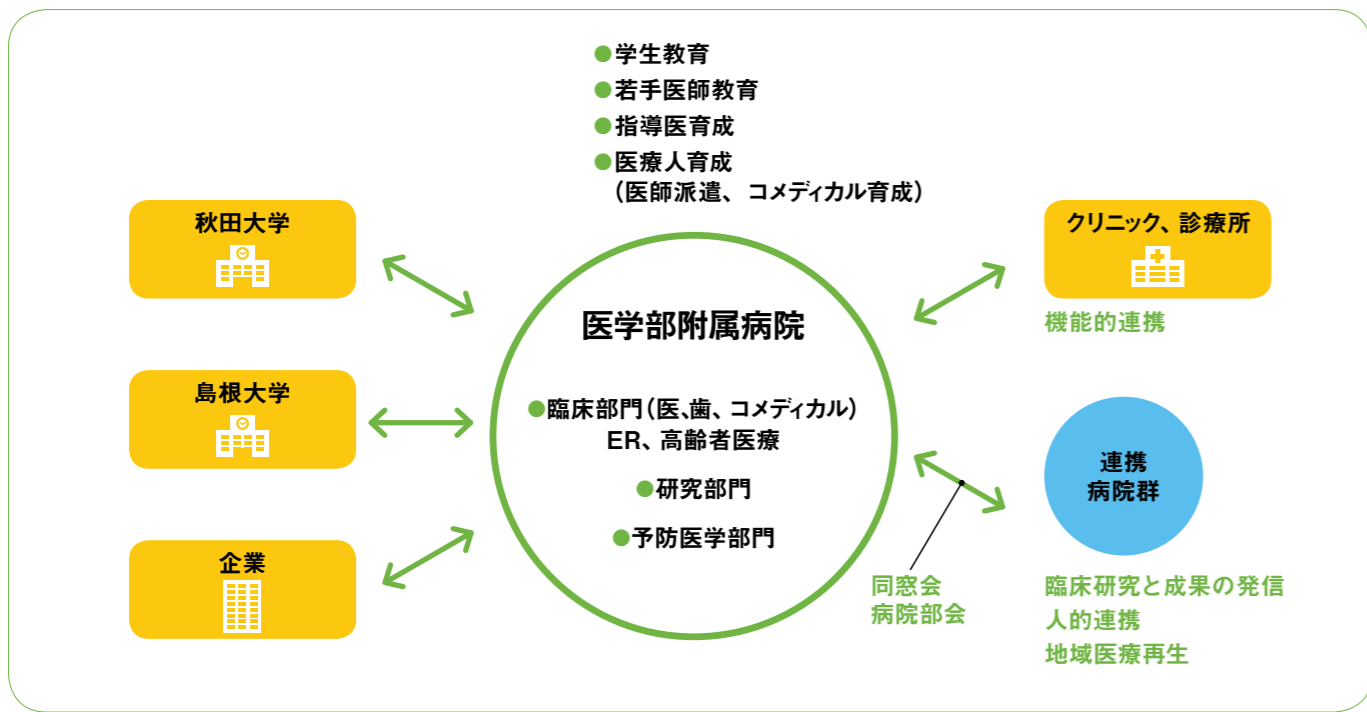 ●学生教育
●若手医師教育
●指導医育成
●医療人育成
（医師派遣、コメディカル育成）
秋田大学
島根大学
企業
医学部附属病院
●臨床部門（医、歯、コメディカル）
ER、高齢者医療
●研究部門
●予防医学部門
クリニック、診療所
機能的連携
連携
病院群
同窓会
病院部会
臨床研究と成果の発信
人的連携
地域医療再生